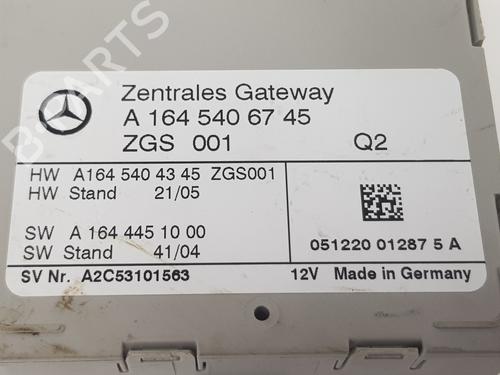 Zentrales Gateway
A 164 540 67 45
ZGS 001 Q2
HW A164 540 43 45 ZGS001
HW Stand 21/05
SW A 164 445 10 00
SW Stand 41/04
051220 01287 5 A
SV Nr. A2C53101563 12V Made in Germany
B-PARTS